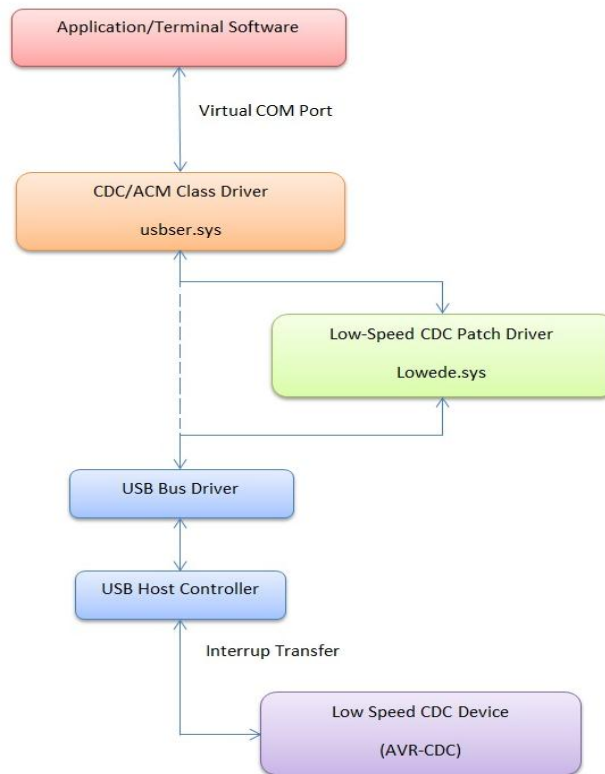 Application/Terminal Software
Virtual COM Port
CDC/ACM Class Driver
usbser.sys
Low-Speed CDC Patch Driver
Lowede.sys
USB Bus Driver
USB Host Controller
Interrup Transfer
Low Speed CDC Device
(AVR-CDC)